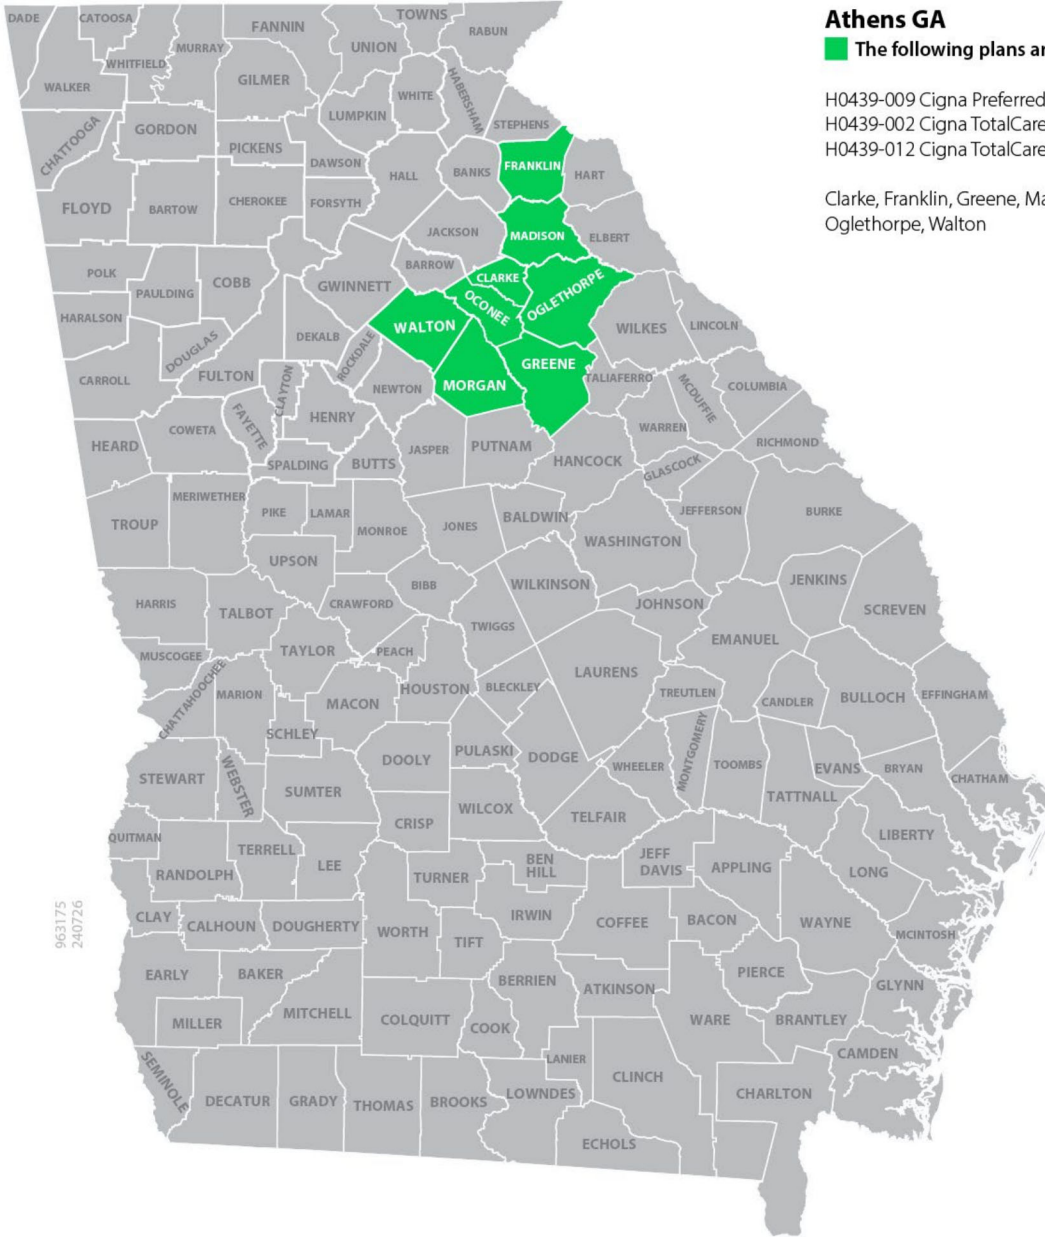 Athens GA
The following plans
H0439-009 Cigna Preferred
H0439-002 Cigna TotalCare
H0439-012 Cigna TotalCare
Clarke, Franklin, Greene,
Oglethorpe, Walton
DADE
CATOOSA
FANNIN
TOWNS
RABUN
WHITFIELD
MURRAY
UNION
WALKER
GILMER
WHITE
HABERSHAM
LUMPKIN
STEPHENS
CHATTOOGA
GORDON
PICKENS
DAWSON
HALL
BANKS
FRANKLIN
HART
FLOYD
BARTOW
CHEROKEE
FORSYTH
JACKSON
MADISON
ELBERT
POLK
PAULDING
COBB
GWINNETT
BARROW
CLARKE
OCONEE
OGLETHORPE
HARALSON
DOUGLAS
DEKALB
ROCKDALE
WALTON
WILKES
LINCOLN
CARROLL
FULTON
CLAYTON
NEWTON
MORGAN
GREENE
TALIAFERRO
MCDUFFIE
COLUMBIA
HEARD
COWETA
FAYETTE
HENRY
SPALDING
BUTTS
JASPER
PUTNAM
HANCOCK
WARREN
GLASCOCK
RICHMOND
TROUP
MERIWETHER
PIKE
LAMAR
MONROE
JONES
BALDWIN
WASHINGTON
JEFFERSON
BURKE
UPSON
HARRIS
TALBOT
CRAWFORD
BIBB
WILKINSON
TWIGGS
JOHNSON
JENKINS
SCREVEN
EMANUEL
MUSCOGEE
CHATTAHOOCHEE
MARION
TAYLOR
PEACH
MACON
HOUSTON
BLECKLEY
LAURENS
TREUTLEN
CANDLER
BULLOCH
EFFINGHAM
SCHLEY
DOOLY
PULASKI
DODGE
WHEELER
MONTGOMERY
TOOMBS
TATTNALL
EVANS
BRYAN
CHATHAM
STEWART
WEBSTER
SUMTER
CRISP
WILCOX
TELFAIR
LIBERTY
QUITMAN
RANDOLPH
TERRELL
LEE
TURNER
BEN
HILL
JEFF
DAVIS
APPLING
LONG
CLAY
CALHOUN
DOUGHERTY
WORTH
TIFT
IRWIN
COFFEE
BACON
WAYNE
MCINTOSH
EARLY
BAKER
MITCHELL
BERRIEN
ATKINSON
PIERCE
GLYNN
MILLER
COLQUITT
COOK
WARE
BRANTLEY
SEMINOLE
DECATUR
GRADY
THOMAS
BROOKS
LOWNDES
LANIER
CLINCH
CHARLTON
CAMDEN
ECHOLS
963175
240726